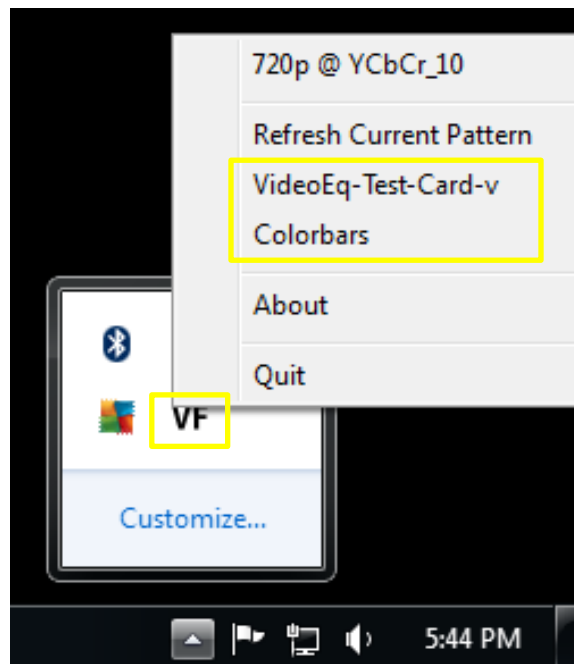 720p @ YCbCr_10
Refresh Current Pattern
VideoEq-Test-Card-v
Colorbars
About
Quit
VF
Customize...
5:44 PM